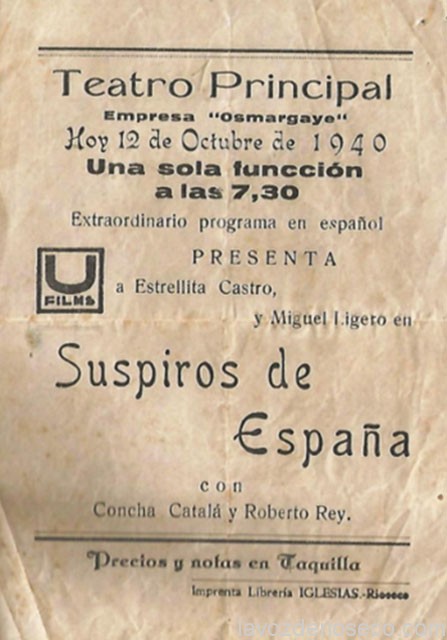 Teatro Principal
Empresa "Osmargaye"
Hoy 12 de Octubre de 1940
Una sola funcción
a las 7,30
Extraordinario programa en español
PRESENTA
U
FILMS
a Estrellita Castro,
y Miguel Ligero en
Suspiros de
España
con
Concha Catalá y Roberto Rey.
Precios y notas en Taquilla
Imprenta Librería IGLESIAS.-Rioseco